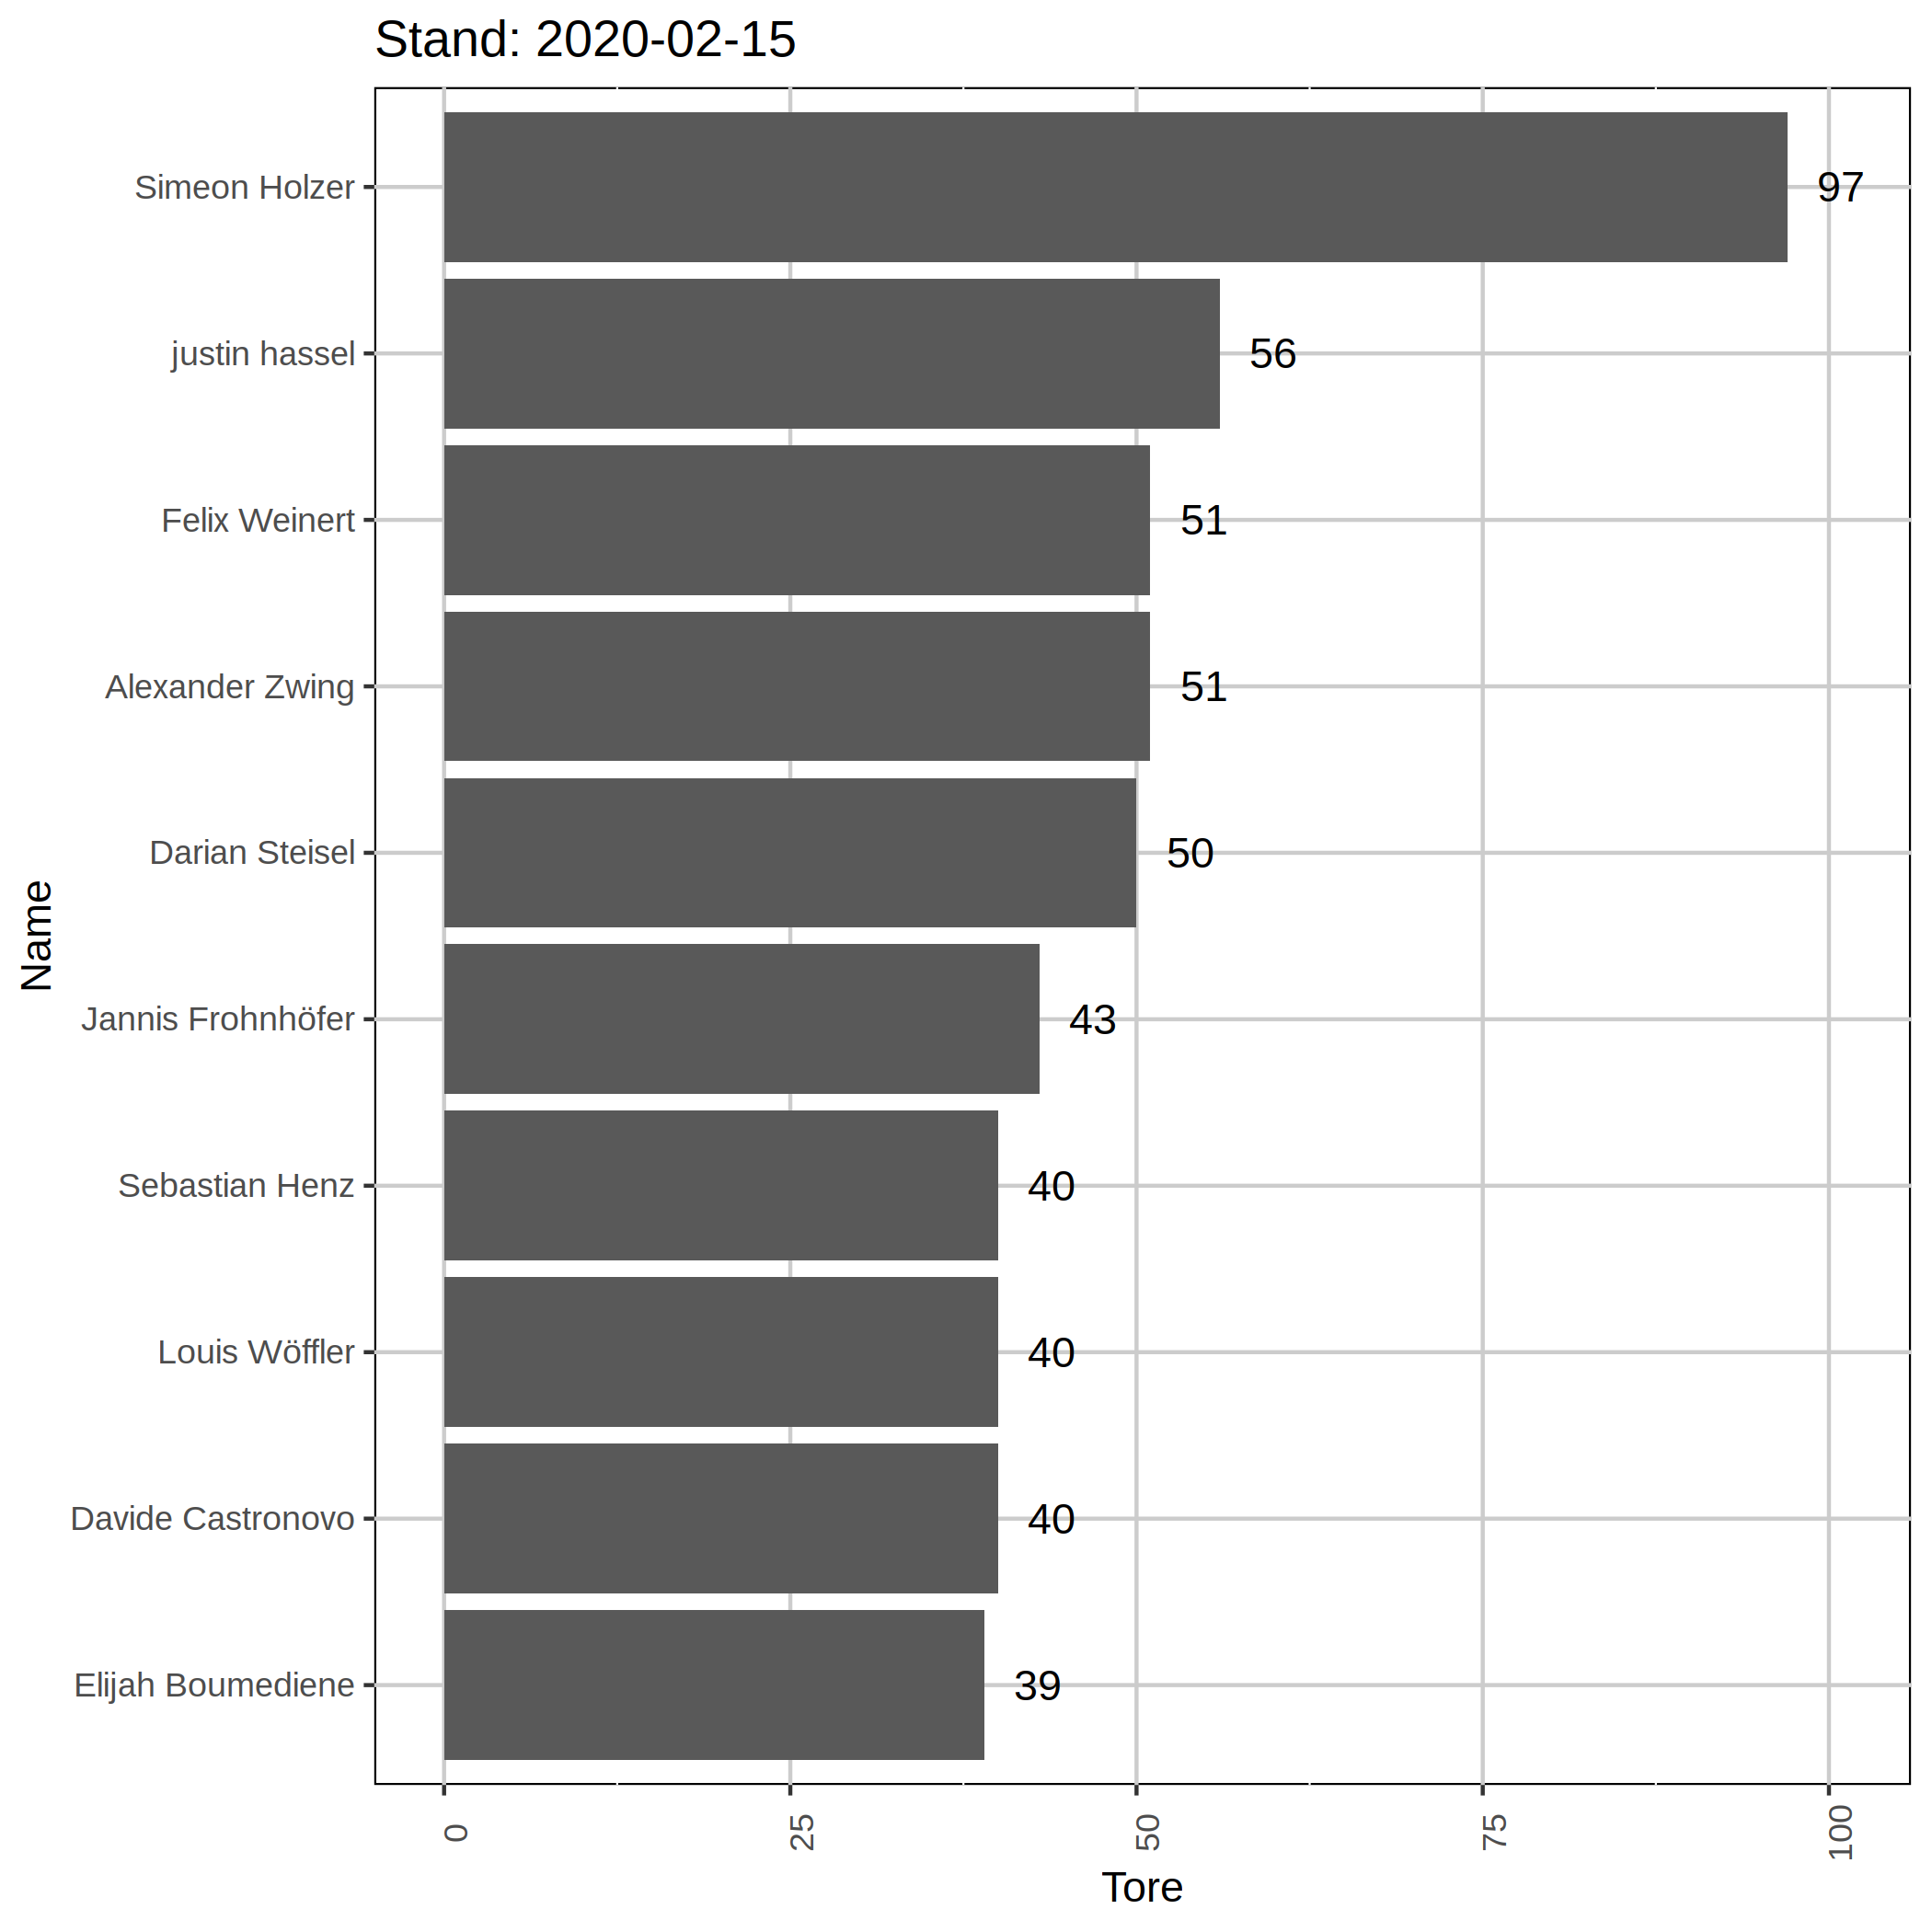 Stand: 2020-02-15
Name
Simeon Holzer 97
justin hassel 56
Felix Weinert 51
Alexander Zwing 51
Darian Steisel 50
Jannis Frohnhöfer 43
Sebastian Henz 40
Louis Wöffler 40
Davide Castronovo 40
Elijah Boumediene 39
0 25 50 75 100
Tore